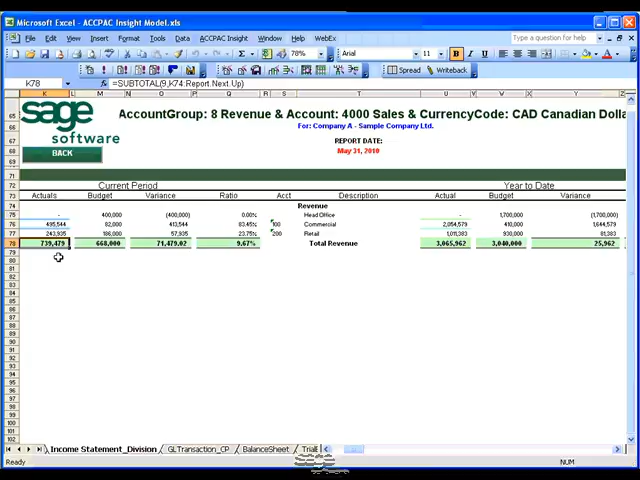 Microsoft Excel - ACCPAC Insight Model.xls
File Edit View Insert Format Tools Data ACCPAC Insight Window Help WebEx
Type a question for help
78% Arial 11 B I U
Spread Writeback
K78 =SUBTOTAL(9,K74:Report.Next.Up)
K L M N O P Q R S T U V W X Y Z
sage software
AccountGroup: 8 Revenue & Account: 4000 Sales & CurrencyCode: CAD Canadian Dolla
For: Company A - Sample Company Ltd.
REPORT DATE:
May 31, 2010
BACK
Current Period Year to Date
Actuals Budget Variance Ratio Acct Description Actual Budget Variance
Revenue
- 400,000 (400,000) 0.00% Head Office - 1,700,000 (1,700,000)
495,544 82,000 413,544 83.45% 100 Commercial 2,054,579 410,000 1,644,579
243,935 186,000 57,935 23.75% 200 Retail 1,011,383 930,000 81,383
739,479 668,000 71,479.02 9.67% Total Revenue 3,065,962 3,040,000 25,962
Income Statement_Division GLTransaction_CP BalanceSheet Trial
Ready NUM